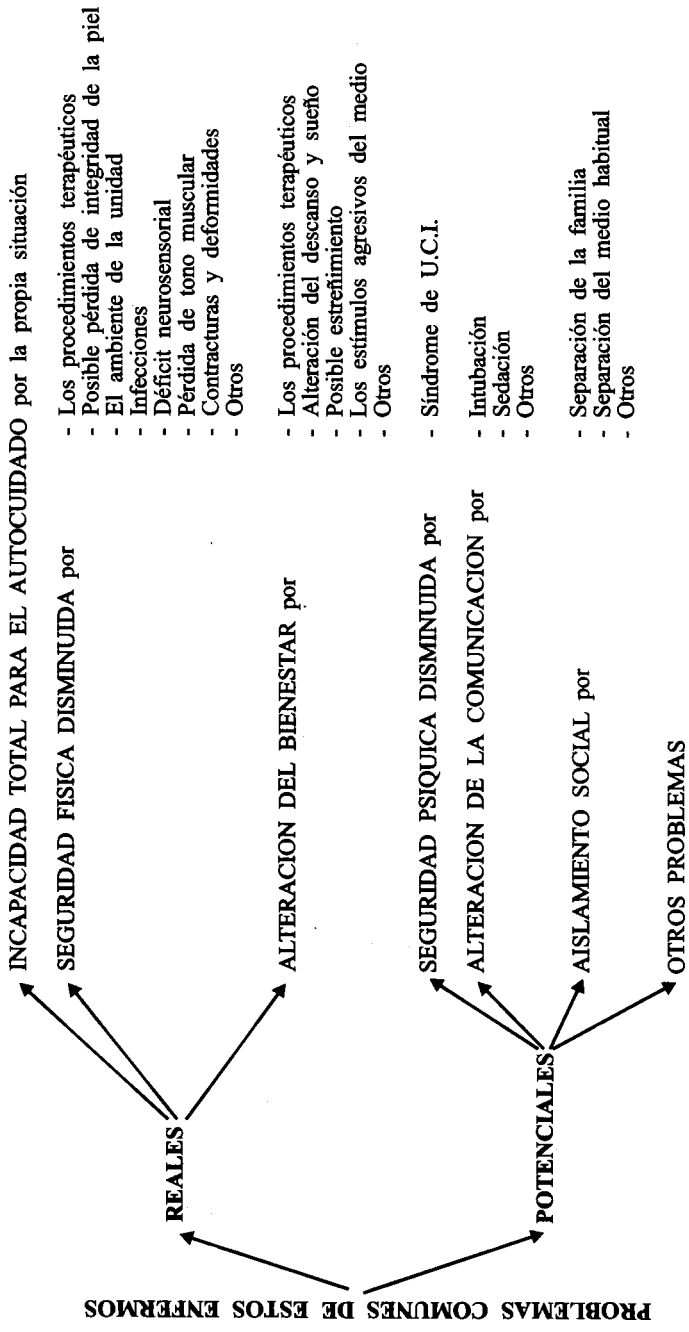 PROBLEMAS COMUNES DE ESTOS ENFERMOS
REALES
INCAPACIDAD TOTAL PARA EL AUTOCUIDADO por la propia situación
SEGURIDAD FISICA DISMINUIDA por
- Los procedimientos terapéuticos
- Posible pérdida de integridad de la piel
- El ambiente de la unidad
- Infecciones
- Déficit neurosensorial
- Pérdida de tono muscular
- Contracturas y deformidades
- Otros
ALTERACION DEL BIENESTAR por
- Los procedimientos terapéuticos
- Alteración del descanso y sueño
- Posible estreñimiento
- Los estímulos agresivos del medio
- Otros
POTENCIALES
SEGURIDAD PSIQUICA DISMINUIDA por
- Síndrome de U.C.I.
ALTERACION DE LA COMUNICACION por
- Intubación
- Sedación
- Otros
AISLAMIENTO SOCIAL por
- Separación de la familia
- Separación del medio habitual
- Otros
OTROS PROBLEMAS